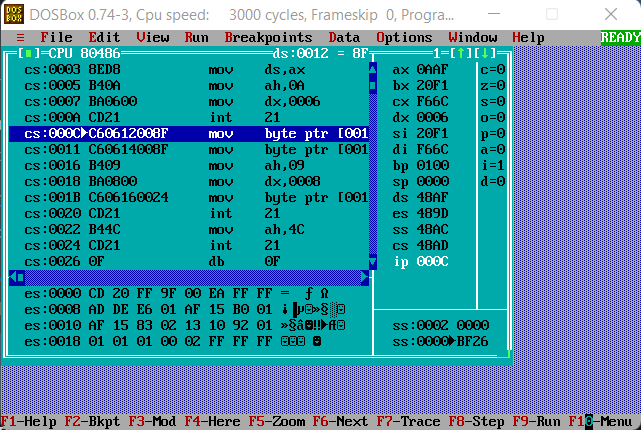 DOSBox 0.74-3, Cpu speed: 3000 cycles, Frameskip 0, Progra...
≡ File Edit View Run Breakpoints Data Options Window Help READY
[■]=CPU 80486 ds:0012 = 8F 1=[↑][↓]
cs:0003 8ED8 mov ds,ax ax 0AAF c=0
cs:0005 B40A mov ah,0A bx 20F1 z=0
cs:0007 BA0600 mov dx,0006 cx F66C s=0
cs:000A CD21 int 21 dx 0006 o=0
cs:000C►C60612008F mov byte ptr [001 si 20F1 p=0
cs:0011 C60614008F mov byte ptr [001 di F66C a=0
cs:0016 B409 mov ah,09 bp 0100 i=1
cs:0018 BA0800 mov dx,0008 sp 0000 d=0
cs:001B C606160024 mov byte ptr [001 ds 48AF
cs:0020 CD21 int 21 es 489D
cs:0022 B44C mov ah,4C ss 48AC
cs:0024 CD21 int 21 cs 48AD
cs:0026 0F db 0F ip 000C
es:0000 CD 20 FF 9F 00 EA FF FF = ƒ Ω
es:0008 AD DE E6 01 AF 15 B0 01 ¡▐µ☺»§░☺
es:0010 AF 15 83 02 13 10 92 01 »§â☻‼►Æ☺ ss:0002 0000
es:0018 01 01 01 00 02 FF FF FF ☺☺☺ ☻ ss:0000►BF26
F1-Help F2-Bkpt F3-Mod F4-Here F5-Zoom F6-Next F7-Trace F8-Step F9-Run F10-Menu